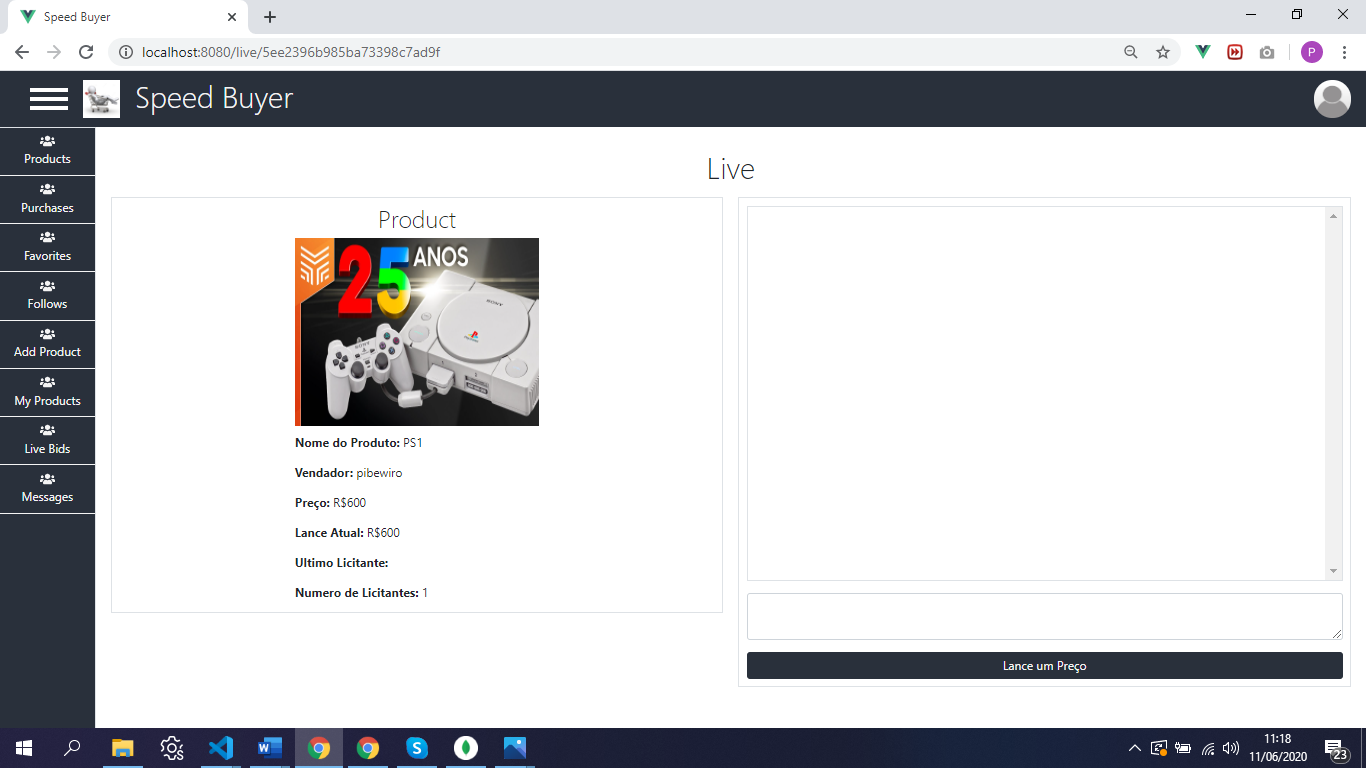 Speed Buyer
localhost:8080/live/5ee2396b985ba73398c7ad9f
P
Speed Buyer
Products
Purchases
Favorites
Follows
Add Product
My Products
Live Bids
Messages
Live
Product
25 ANOS
SONY
SONY
Nome do Produto: PS1
Vendador: pibewiro
Preço: R$600
Lance Atual: R$600
Ultimo Licitante:
Numero de Licitantes: 1
Lance um Preço
11:18
11/06/2020
23